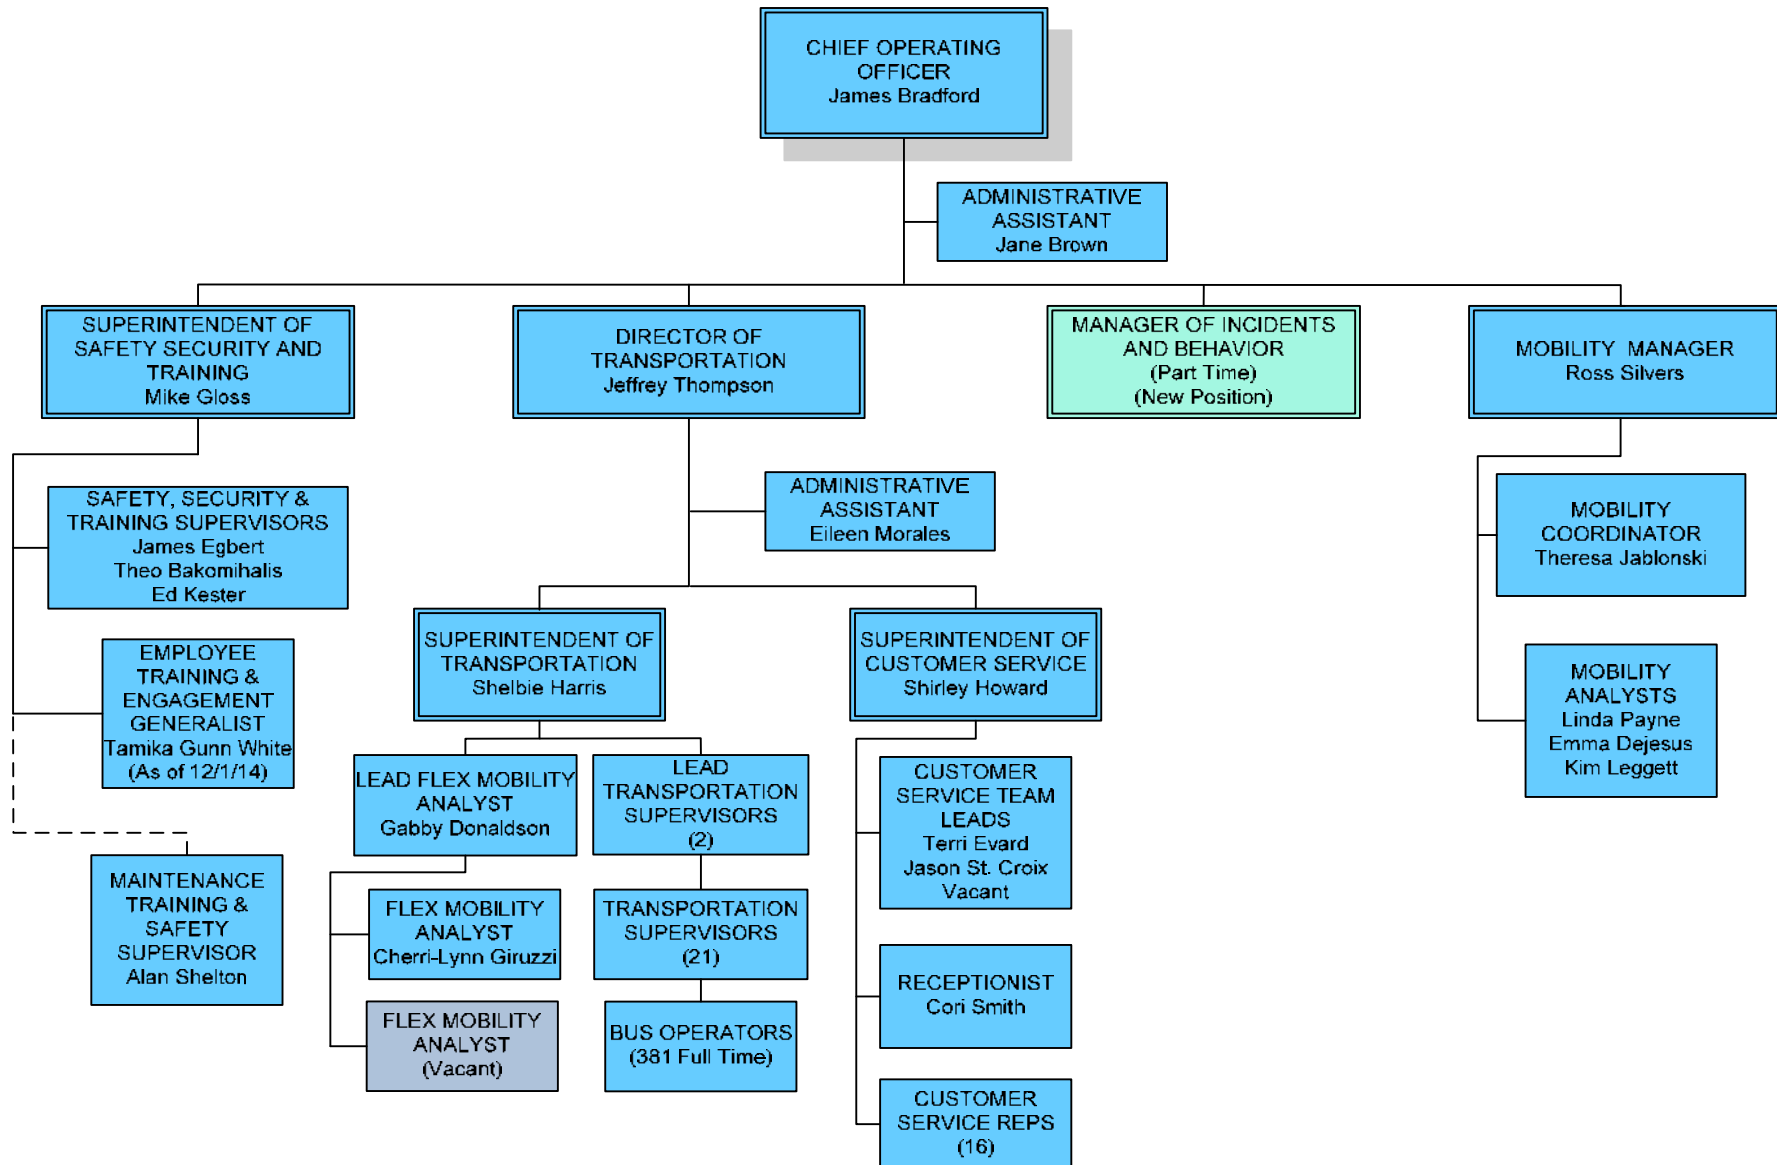 CHIEF OPERATING
OFFICER
James Bradford
ADMINISTRATIVE
ASSISTANT
Jane Brown
SUPERINTENDENT OF
SAFETY SECURITY AND
TRAINING
Mike Gloss
DIRECTOR OF
TRANSPORTATION
Jeffrey Thompson
MANAGER OF INCIDENTS
AND BEHAVIOR
(Part Time)
(New Position)
MOBILITY MANAGER
Ross Silvers
SAFETY, SECURITY &
TRAINING SUPERVISORS
James Egbert
Theo Bakomihalis
Ed Kester
EMPLOYEE
TRAINING &
ENGAGEMENT
GENERALIST
Tamika Gunn White
(As of 12/1/14)
MAINTENANCE
TRAINING &
SAFETY
SUPERVISOR
Alan Shelton
ADMINISTRATIVE
ASSISTANT
Eileen Morales
SUPERINTENDENT OF
TRANSPORTATION
Shelbie Harris
LEAD FLEX MOBILITY
ANALYST
Gabby Donaldson
FLEX MOBILITY
ANALYST
Cherri-Lynn Giruzzi
FLEX MOBILITY
ANALYST
(Vacant)
LEAD
TRANSPORTATION
SUPERVISORS
(2)
TRANSPORTATION
SUPERVISORS
(21)
BUS OPERATORS
(381 Full Time)
SUPERINTENDENT OF
CUSTOMER SERVICE
Shirley Howard
CUSTOMER
SERVICE TEAM
LEADS
Terri Evard
Jason St. Croix
Vacant
RECEPTIONIST
Cori Smith
CUSTOMER
SERVICE REPS
(16)
MOBILITY
COORDINATOR
Theresa Jablonski
MOBILITY
ANALYSTS
Linda Payne
Emma Dejesus
Kim Leggett